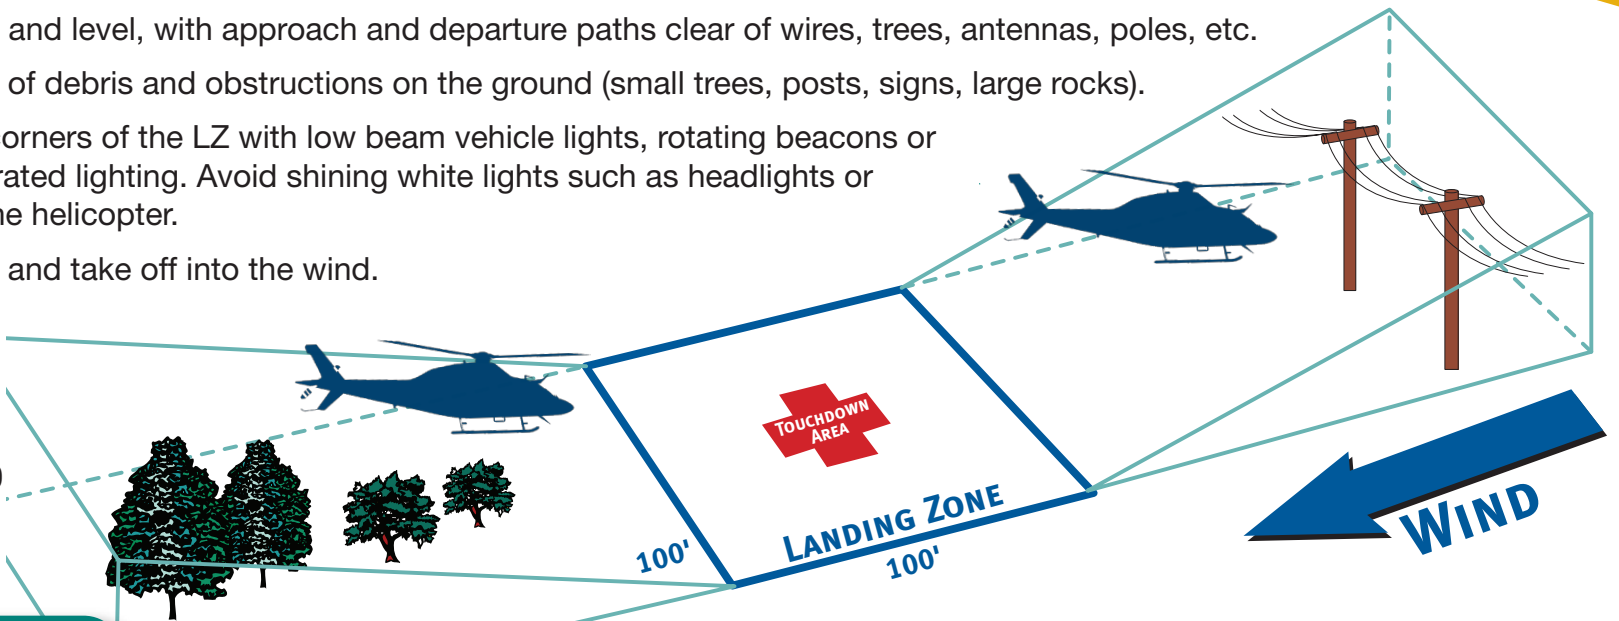 and level, with approach and departure paths clear of wires, trees, antennas, poles, etc.
of debris and obstructions on the ground (small trees, posts, signs, large rocks).
corners of the LZ with low beam vehicle lights, rotating beacons or
rated lighting. Avoid shining white lights such as headlights or
he helicopter.
and take off into the wind.
TOUCHDOWN
AREA
LANDING ZONE
100'
100'
WIND